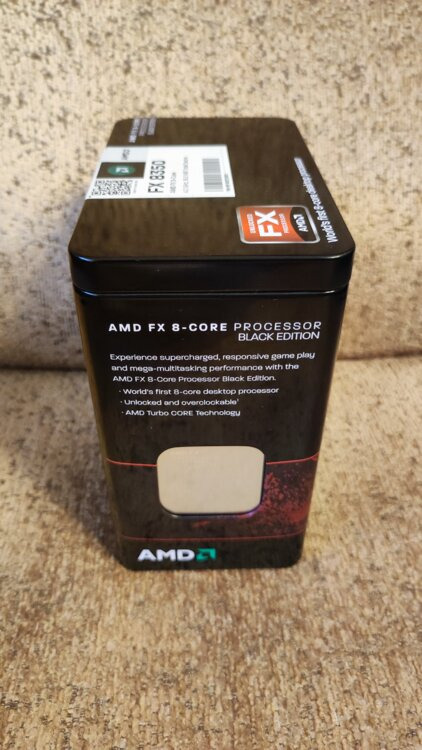 AMD
FX 8350
FX
AMD
World's first 8-core desktop processor
AMD FX 8-CORE PROCESSOR
BLACK EDITION
Experience supercharged, responsive game play
and mega-multitasking performance with the
AMD FX 8-Core Processor Black Edition.
· World's first 8-core desktop processor
· Unlocked and overclockable¹
· AMD Turbo CORE Technology
AMD